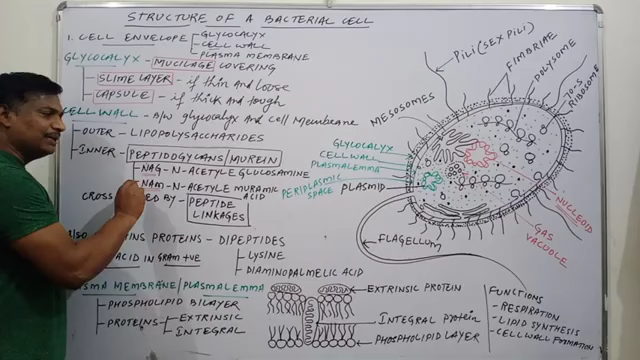 STRUCTURE OF A BACTERIAL CELL
1. CELL ENVELOPE
GLYCOCALYX
CELL WALL
PLASMA MEMBRANE
GLYCOCALYX - MUCILAGE COVERING
SLIME LAYER - if thin and loose
CAPSULE - if thick and tough
CELL WALL - B/W glycocalyx and Cell Membrane
OUTER - LIPOPOLYSACCHARIDES
INNER - PEPTIDOGLYCANS/MUREIN
NAG - N-ACETYLE GLUCOSAMINE
NAM - N-ACETYLE MURAMIC ACID
CROSS ED BY - PEPTIDE LINKAGES
INS PROTEINS - DIPEPTIDES
ACID IN GRAM +VE
LYSINE
DIAMINOPALMELIC ACID
SMA MEMBRANE/PLASMALEMMA
PHOSPHOLIPID BILAYER
PROTEINS
EXTRINSIC
INTEGRAL
EXTRINSIC PROTEIN
INTEGRAL PROTEIN
PHOSPHOLIPID LAYER
FUNCTIONS
- RESPIRATION
- LIPID SYNTHESIS
- CELL WALL FORMATION
PILI (SEX PILI)
FIMBRIAE
POLYSOME
70-S RIBOSOME
MESOSOMES
GLYCOCALYX
CELL WALL
PLASMALEMMA
PERIPLASMIC SPACE
PLASMID
NUCLEOID
GAS VACUOLE
FLAGELLUM